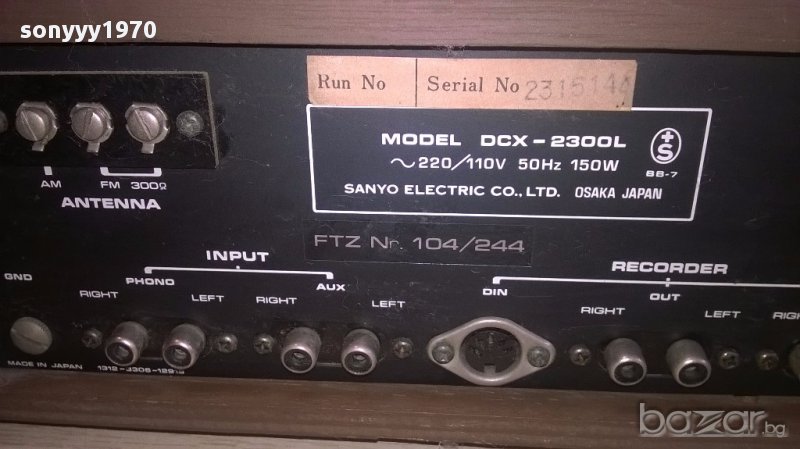 sonyyy1970
Run No Serial No 2315144
MODEL DCX-2300L
~220/110V 50Hz 150W
SANYO ELECTRIC CO., LTD. OSAKA JAPAN
+S
BB-7
AM FM 300Ω
ANTENNA
FTZ Nr. 104/244
INPUT
PHONO AUX
RIGHT LEFT RIGHT LEFT
RECORDER
DIN OUT
RIGHT LEFT
GND
MADE IN JAPAN
bazar.bg